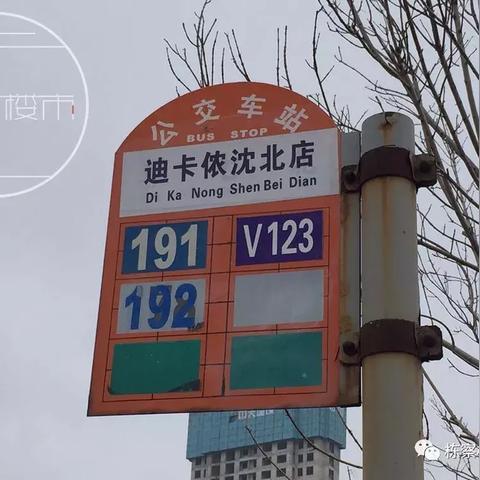 楼市
公交车站
BUS STOP
迪卡侬沈北店
Di Ka Nong Shen Bei Dian
191
V123
192